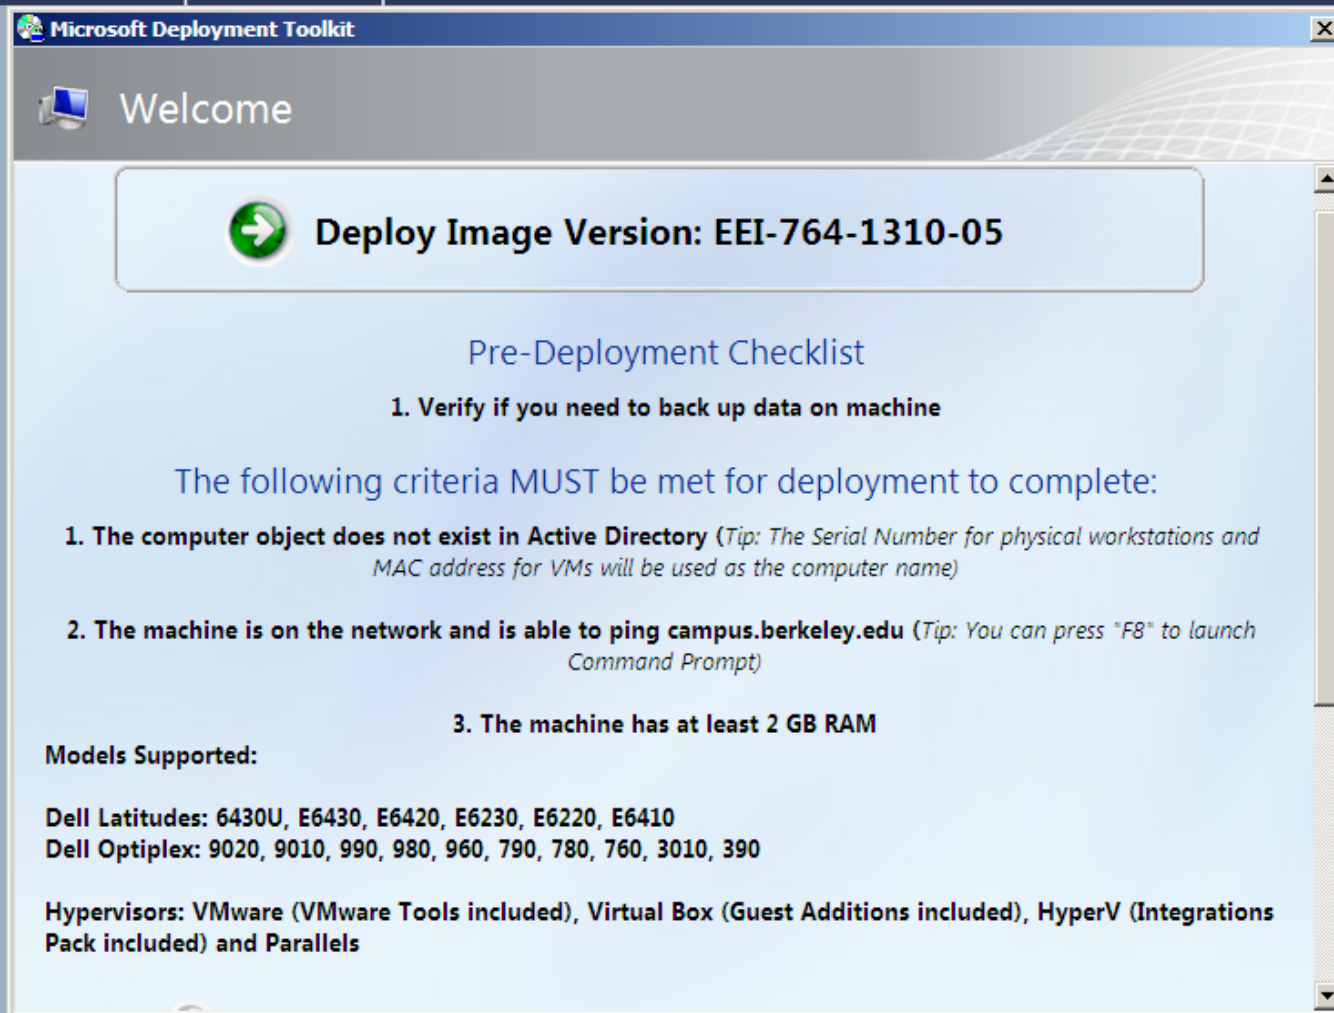 Microsoft Deployment Toolkit
Welcome
Deploy Image Version: EEI-764-1310-05
Pre-Deployment Checklist
1. Verify if you need to back up data on machine
The following criteria MUST be met for deployment to complete:
1. The computer object does not exist in Active Directory (Tip: The Serial Number for physical workstations and
MAC address for VMs will be used as the computer name)
2. The machine is on the network and is able to ping campus.berkeley.edu (Tip: You can press "F8" to launch
Command Prompt)
3. The machine has at least 2 GB RAM
Models Supported:
Dell Latitudes: 6430U, E6430, E6420, E6230, E6220, E6410
Dell Optiplex: 9020, 9010, 990, 980, 960, 790, 780, 760, 3010, 390
Hypervisors: VMware (VMware Tools included), Virtual Box (Guest Additions included), HyperV (Integrations
Pack included) and Parallels